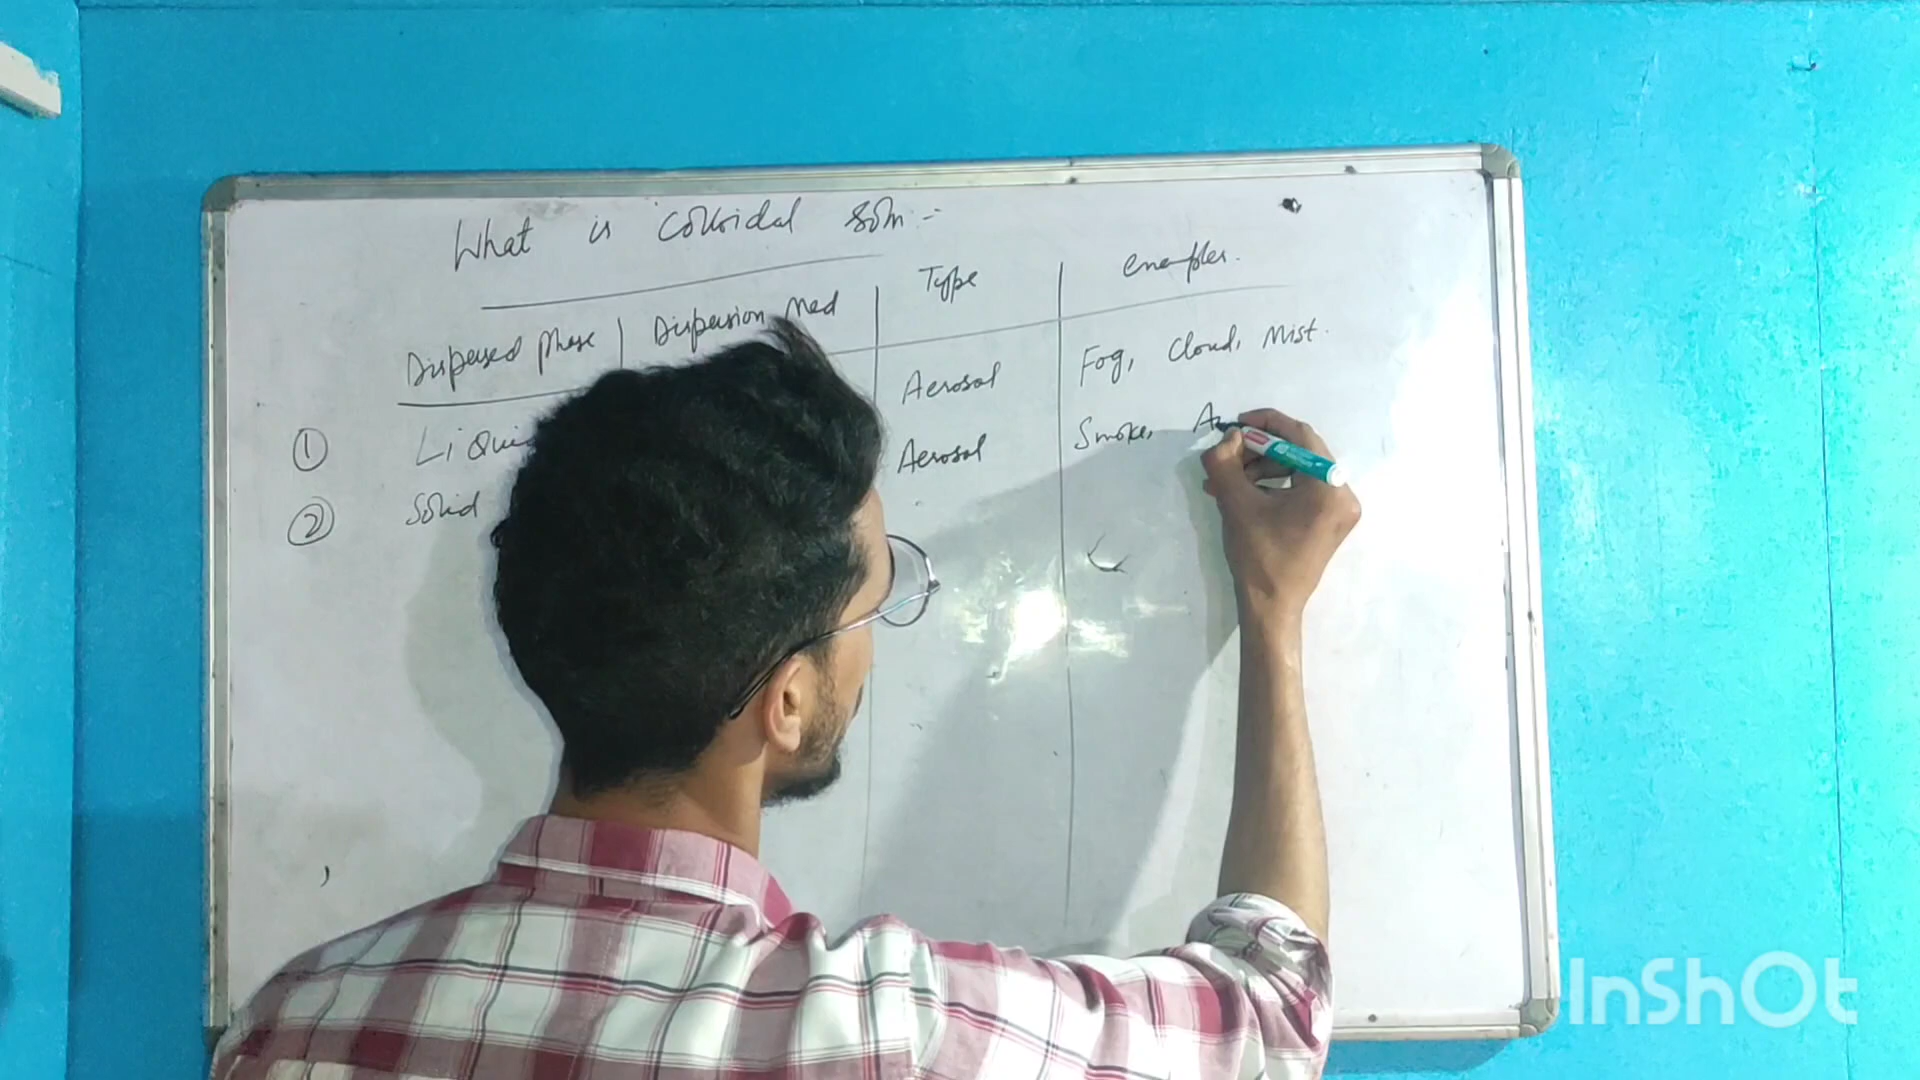 What is colloidal soln :-
Dispersed phase | Dispersion Med | Type | examples.
① Liquid Aerosol Fog, Cloud, Mist.
② Solid Aerosol Smoke,
InShOt